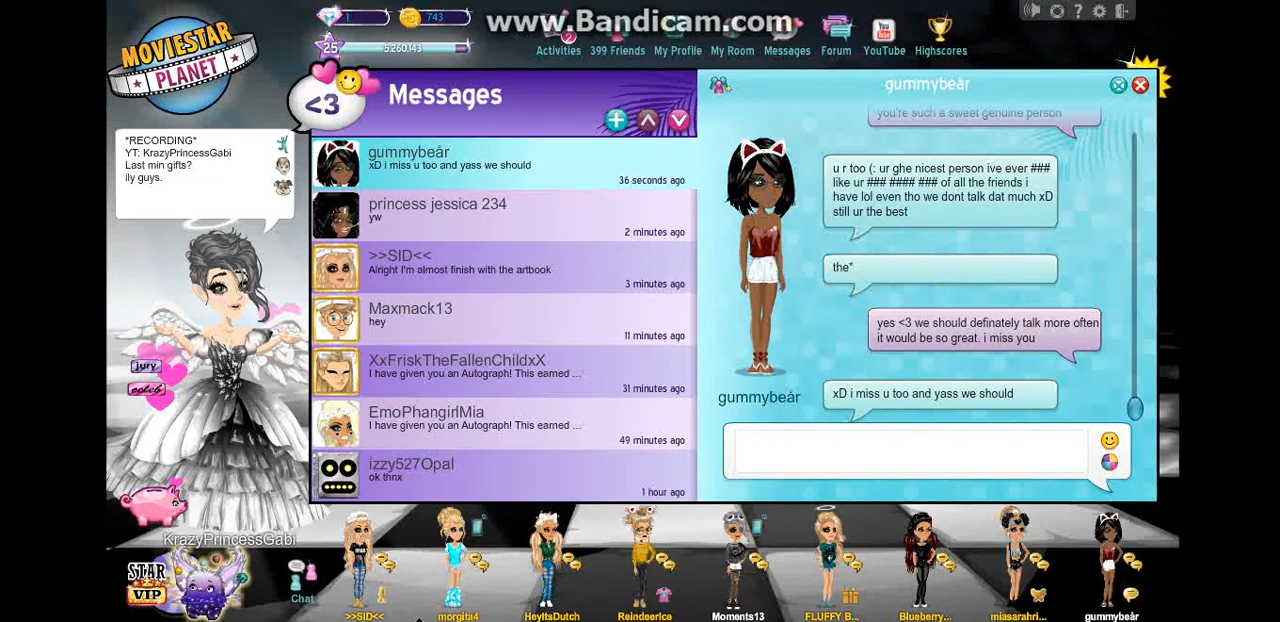 www.Bandicam.com
MOVIESTAR
PLANET
1
743
25
5.260.143
Activities
399 Friends
My Profile
My Room
Messages
Forum
YouTube
Highscores
<3
Messages
*RECORDING*
YT: KrazyPrincessGabi
Last min gifts?
ily guys.
gummybeår
xD i miss u too and yass we should
36 seconds ago
princess jessica 234
yw
2 minutes ago
>>SID<<
Alright I'm almost finish with the artbook
3 minutes ago
Maxmack13
hey
11 minutes ago
XxFriskTheFallenChildxX
I have given you an Autograph! This earned ...
31 minutes ago
EmoPhangirlMia
I have given you an Autograph! This earned ...
49 minutes ago
izzy527Opal
ok thnx
1 hour ago
gummybeår
you're such a sweet genuine person
u r too (: ur ghe nicest person ive ever ###
like ur ### #### ### of all the friends i
have lol even tho we dont talk dat much xD
still ur the best
the*
yes <3 we should definately talk more often
it would be so great. i miss you
xD i miss u too and yass we should
gummybeår
jury
celeb
KrazyPrincessGabi
STAR
VIP
Chat
>>SID<<
morgita4
HeyItsDutch
ReindeerIce
Moments13
FLUFFY B...
Blueberry...
miasarahri...
gummybeår